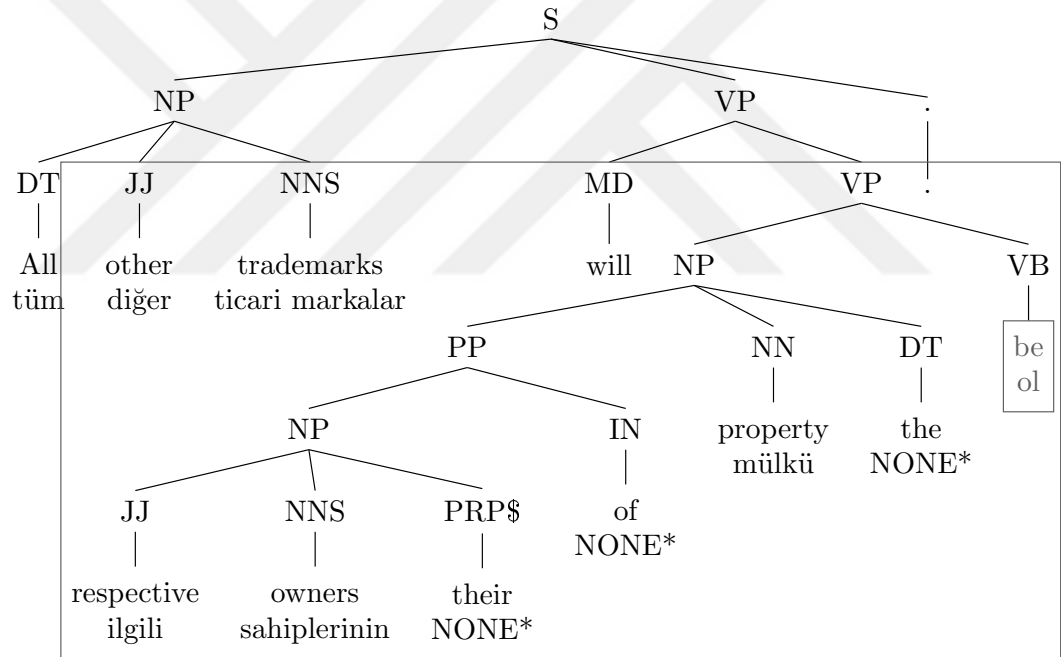 S
NP VP .
DT JJ NNS MD VP .
All other trademarks will NP VB
tüm diğer ticari markalar
PP NN DT be
ol
NP IN property the
mülkü NONE*
JJ NNS PRP$ of
NONE*
respective owners their
ilgili sahiplerinin NONE*